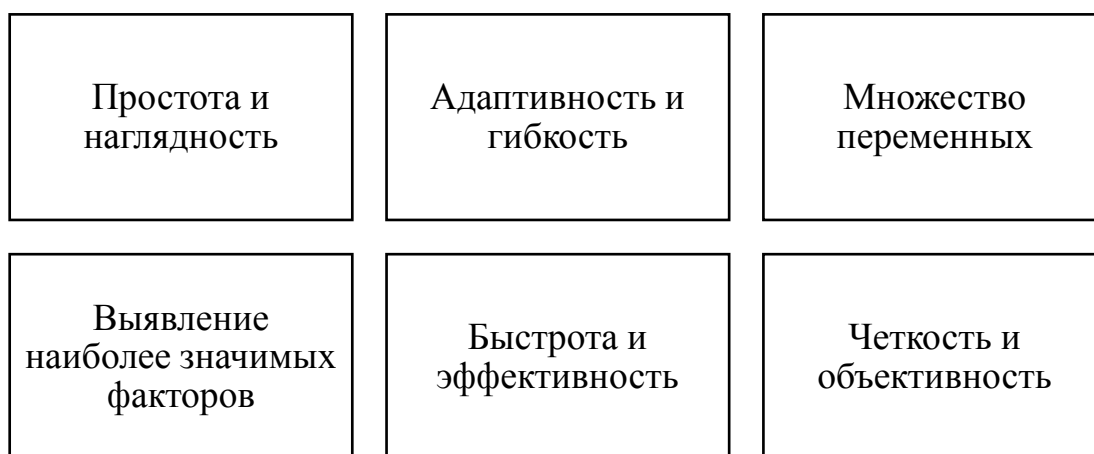 Простота и
наглядность
Адаптивность и
гибкость
Множество
переменных
Выявление
наиболее значимых
факторов
Быстрота и
эффективность
Четкость и
объективность